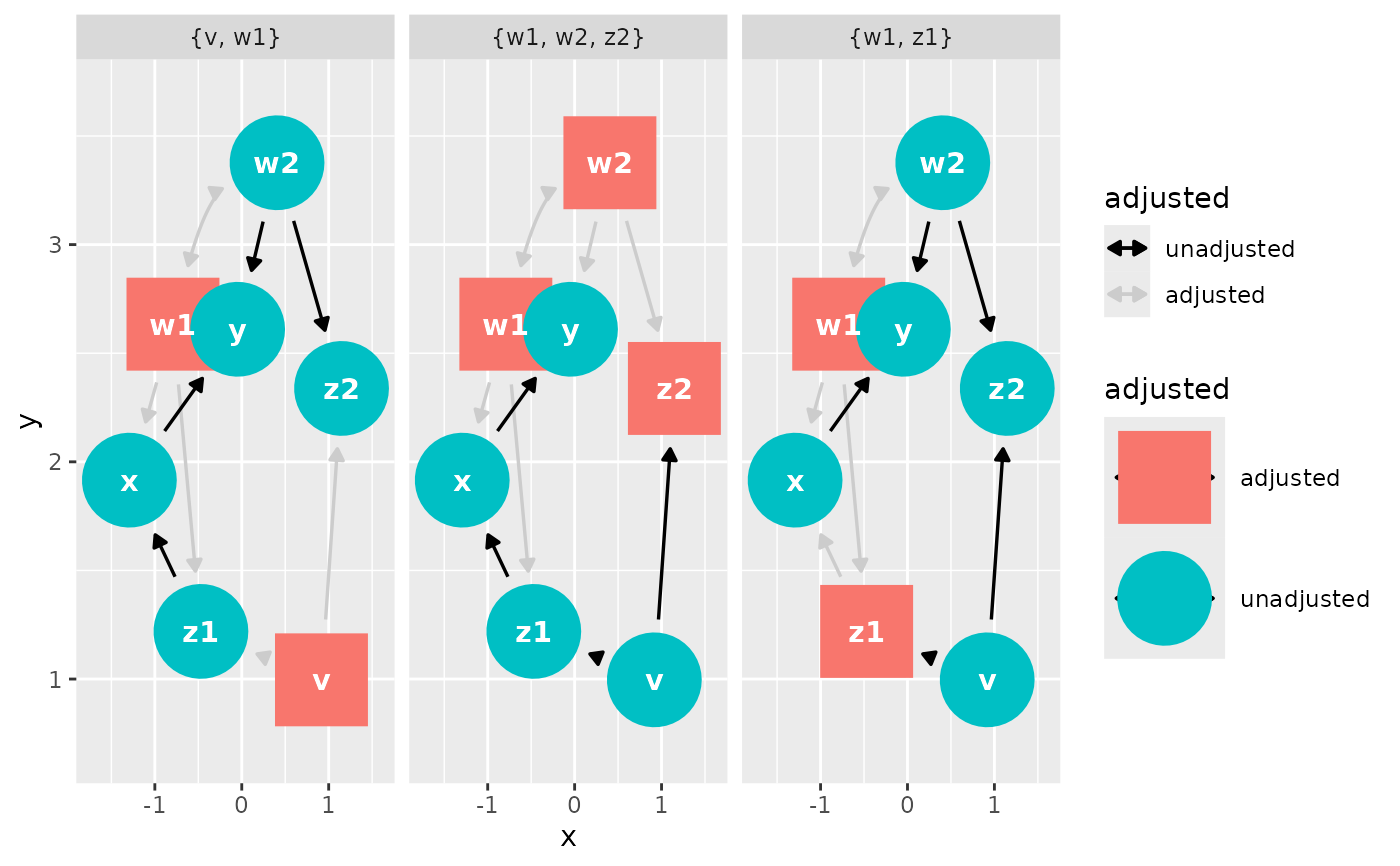 {v, w1}
{w1, w2, z2}
{w1, z1}
y
3
2
1
w2
w1
y
z2
x
z1
v
w2
w1
y
z2
x
z1
v
w2
w1
y
z2
x
z1
v
-1
0
1
-1
0
1
-1
0
1
x
adjusted
unadjusted
adjusted
adjusted
adjusted
unadjusted